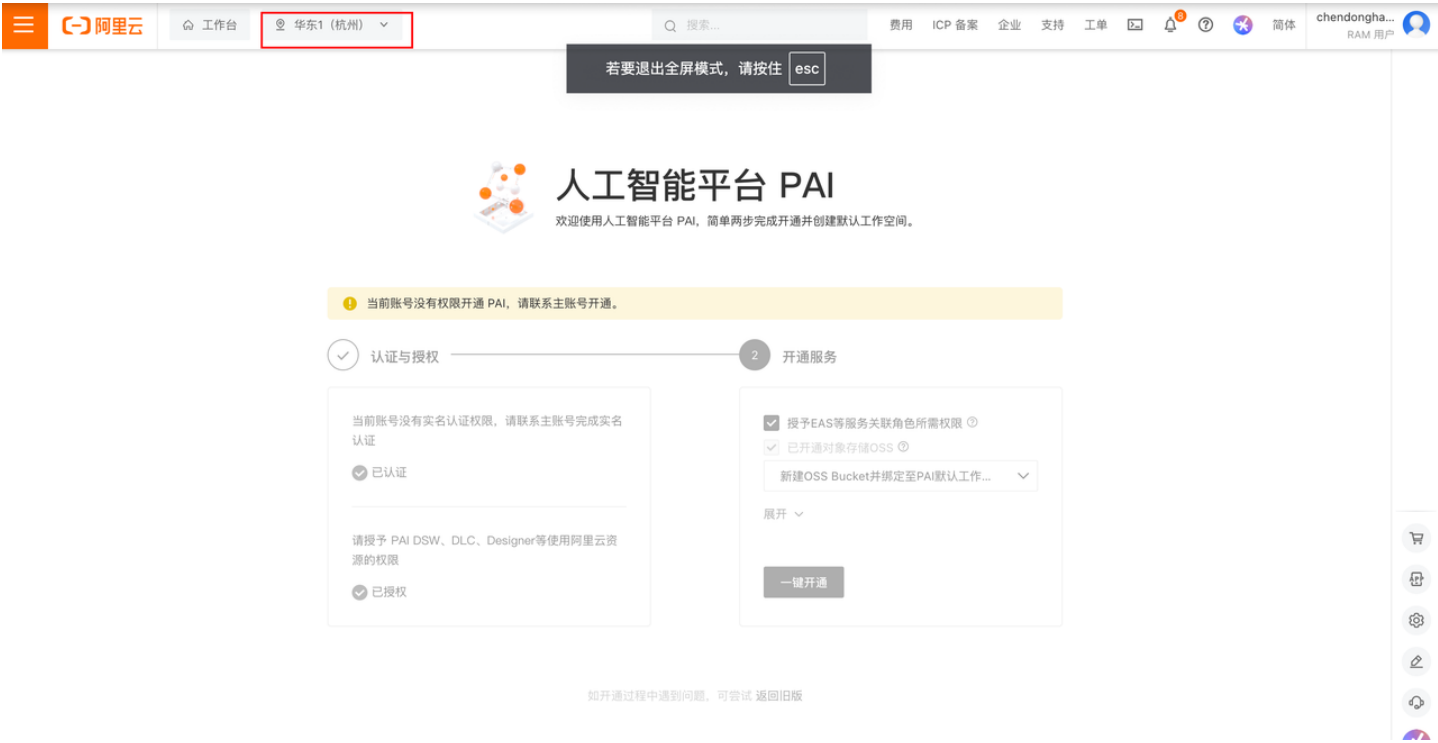 阿里云
工作台
华东1（杭州）
搜索...
费用
ICP 备案
企业
支持
工单
8
简体
chendongha...
RAM 用户
若要退出全屏模式，请按住 esc
人工智能平台 PAI
欢迎使用人工智能平台 PAI，简单两步完成开通并创建默认工作空间。
当前账号没有权限开通 PAI，请联系主账号开通。
认证与授权
2 开通服务
当前账号没有实名认证权限，请联系主账号完成实名
认证
已认证
请授予 PAI DSW、DLC、Designer等使用阿里云资
源的权限
已授权
授予EAS等服务关联角色所需权限
已开通对象存储OSS
新建OSS Bucket并绑定至PAI默认工作...
展开
一键开通
如开通过程中遇到问题，可尝试 返回旧版